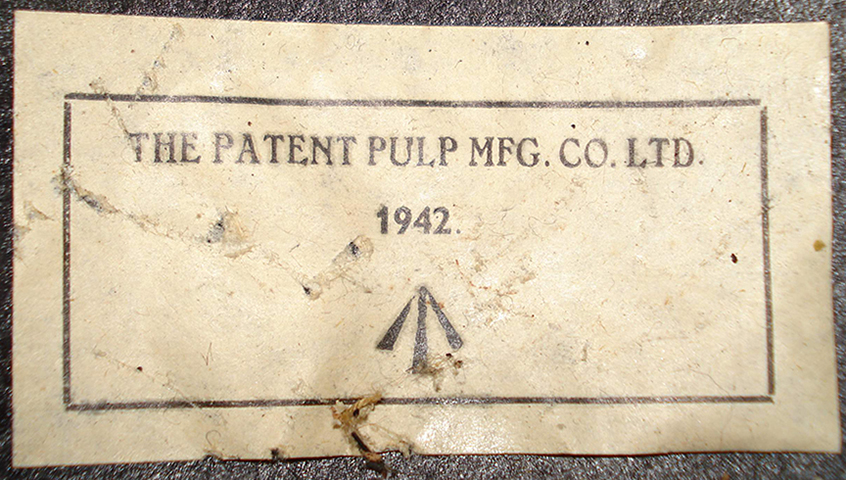 THE PATENT PULP MFG. CO. LTD.
1942.